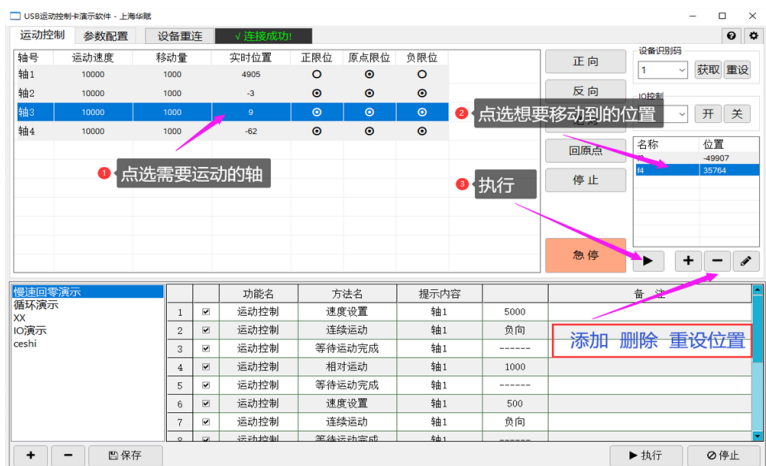 USB运动控制卡演示软件 - 上海华赋
运动控制 参数配置 设备重连 √连接成功!
轴号 运动速度 移动量 实时位置 正限位 原点限位 负限位
轴1 10000 1000 4905
轴2 10000 1000 -3
轴3 10000 1000 9
轴4 10000 1000 -62
1 点选需要运动的轴
正 向
反 向
回原点
停 止
急 停
设备识别码
1 获取 重设
IO控制
开 关
2 点选想要移动到的位置
3 执行
名称 位置
-49907
f4 35764
添加 删除 重设位置
慢速回零演示
循环演示
XX
IO演示
ceshi
功能名 方法名 提示内容 备 注
1 运动控制 速度设置 轴1 5000
2 运动控制 连续运动 轴1 负向
3 运动控制 等待运动完成 轴1 ------
4 运动控制 相对运动 轴1 1000
5 运动控制 等待运动完成 轴1 ------
6 运动控制 速度设置 轴1 500
7 运动控制 连续运动 轴1 负向
8 运动控制 等待运动完成 轴1 ------
保存
执行 停止